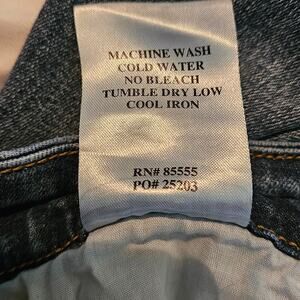 MACHINE WASH
COLD WATER
NO BLEACH
TUMBLE DRY LOW
COOL IRON
RN# 85555
PO# 25203